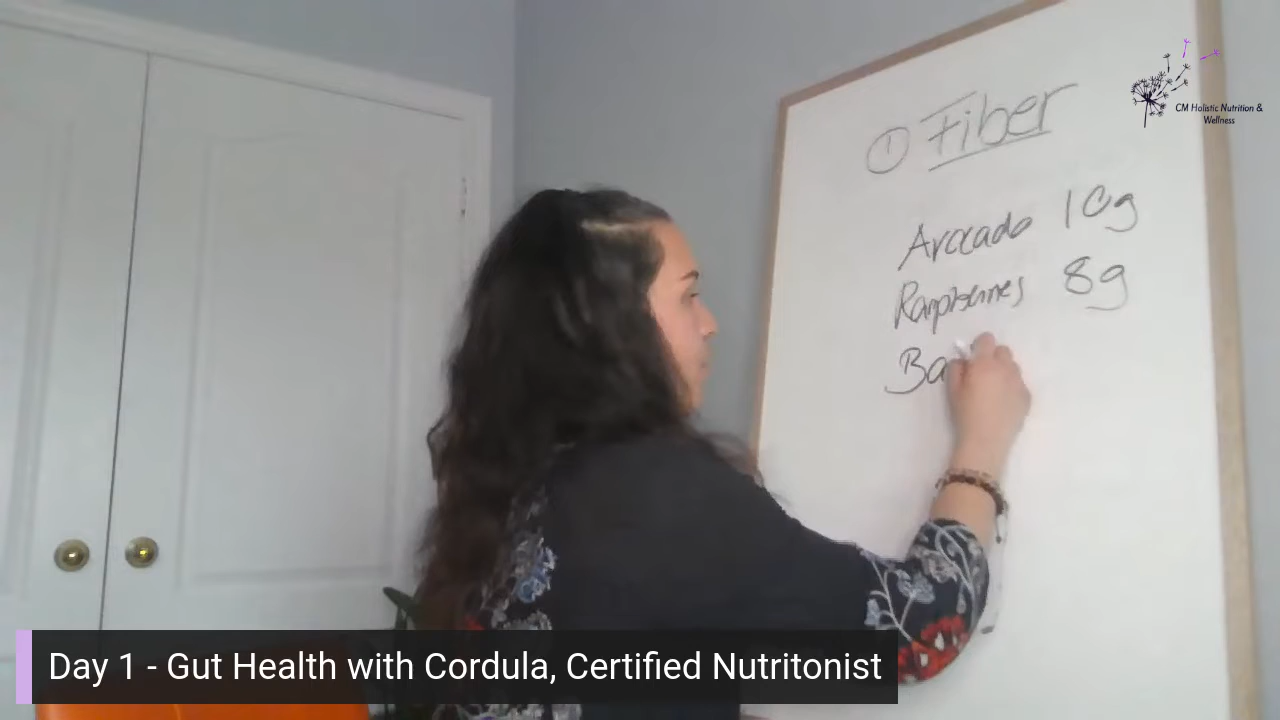 ① Fiber
Avocado 10g
Raspberries 8g
Ba
CM Holistic Nutrition &
Wellness
Day 1 - Gut Health with Cordula, Certified Nutritonist